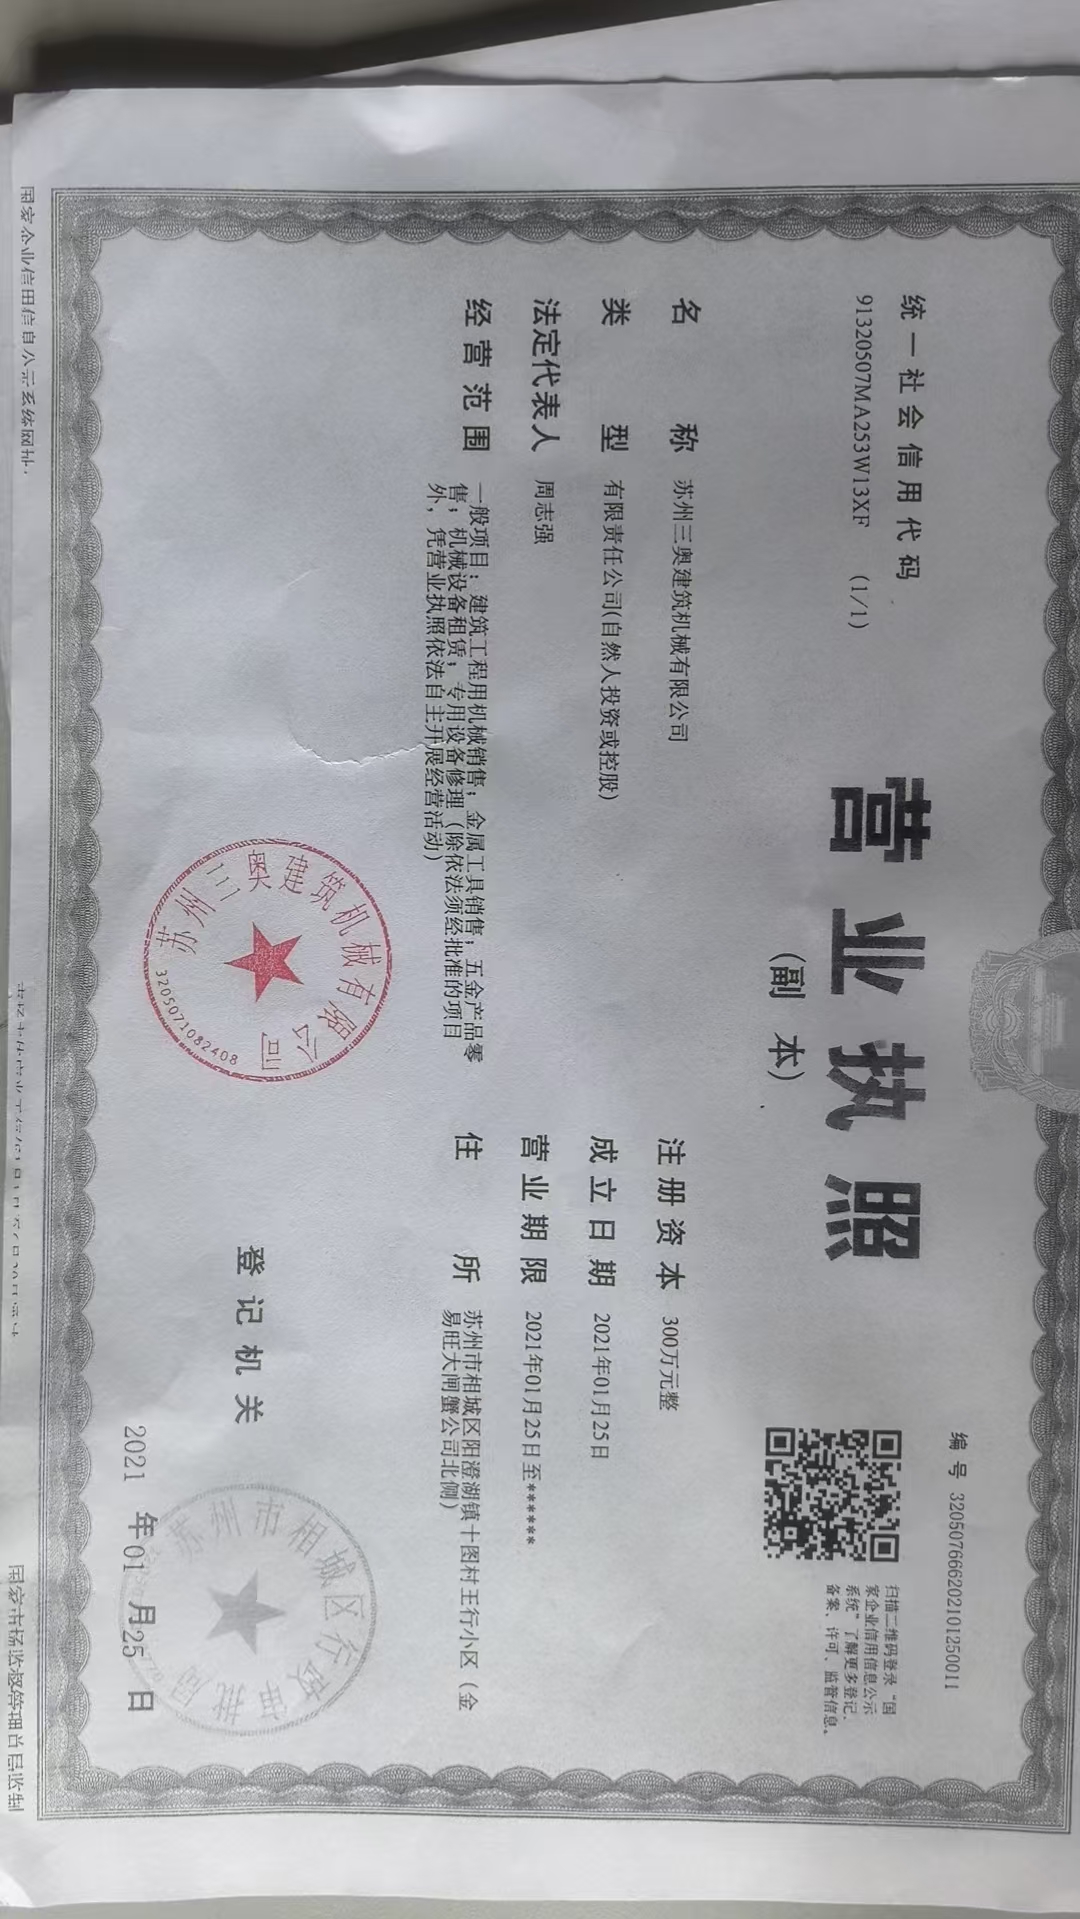 编号 320507666202101250011
统一社会信用代码
91320507MA253W13XF (1/1)
营业执照
(副本)
扫描二维码登录“国
家企业信用信息公示
系统”了解更多登记、
备案、许可、监管信息。
名称 苏州三奥建筑机械有限公司
类型 有限责任公司(自然人投资或控股)
法定代表人 周志强
经营范围 一般项目：建筑工程用机械销售；金属工具销售；五金产品零
售；机械设备租赁；专用设备修理（除依法须经批准的项目
外，凭营业执照依法自主开展经营活动）
注册资本 300万元整
成立日期 2021年01月25日
营业期限 2021年01月25日至******
住所 苏州市相城区阳澄湖镇十图村王行小区（金
易旺大闸蟹公司北侧）
苏州三奥建筑机械有限公司
3205071082408
登记机关
苏州市相城区行政审批局
2021 年01 月25 日
国家企业信用信息公示系统网址：
国家市场监督管理总局监制